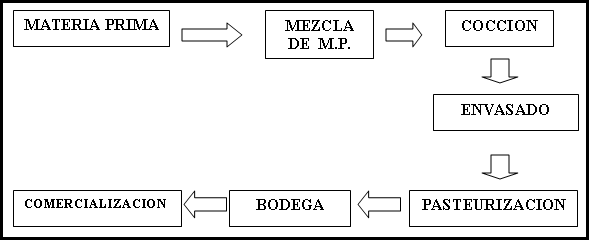 MATERIA PRIMA
MEZCLA
DE M.P.
COCCION
ENVASADO
PASTEURIZACION
BODEGA
COMERCIALIZACION